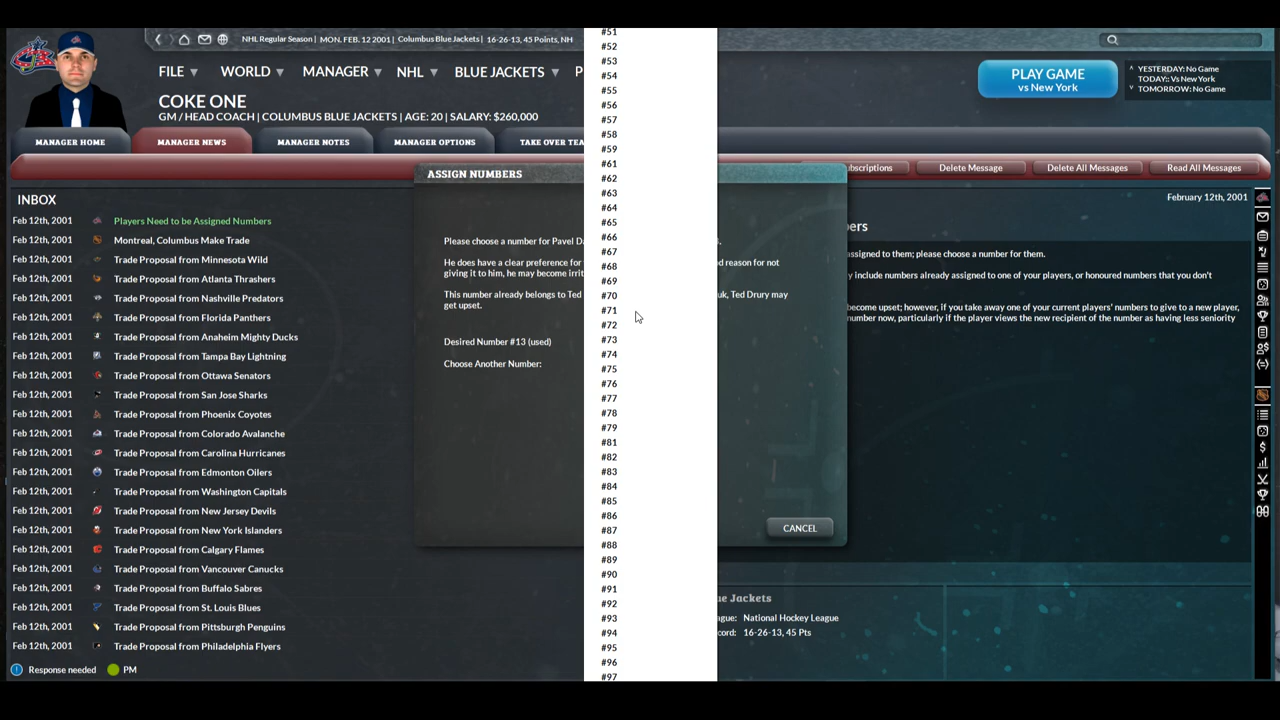 NHL Regular Season | MON. FEB. 12 2001 | Columbus Blue Jackets | 16-26-13, 45 Points, NH
FILE
WORLD
MANAGER
NHL
BLUE JACKETS
P
COKE ONE
GM / HEAD COACH | COLUMBUS BLUE JACKETS | AGE: 20 | SALARY: $260,000
PLAY GAME
vs New York
YESTERDAY: No Game
TODAY:: Vs New York
TOMORROW: No Game
MANAGER HOME
MANAGER NEWS
MANAGER NOTES
MANAGER OPTIONS
TAKE OVER TEA
ubscriptions
Delete Message
Delete All Messages
Read All Messages
INBOX
Feb 12th, 2001 Players Need to be Assigned Numbers
Feb 12th, 2001 Montreal, Columbus Make Trade
Feb 12th, 2001 Trade Proposal from Minnesota Wild
Feb 12th, 2001 Trade Proposal from Atlanta Thrashers
Feb 12th, 2001 Trade Proposal from Nashville Predators
Feb 12th, 2001 Trade Proposal from Florida Panthers
Feb 12th, 2001 Trade Proposal from Anaheim Mighty Ducks
Feb 12th, 2001 Trade Proposal from Tampa Bay Lightning
Feb 12th, 2001 Trade Proposal from Ottawa Senators
Feb 12th, 2001 Trade Proposal from San Jose Sharks
Feb 12th, 2001 Trade Proposal from Phoenix Coyotes
Feb 12th, 2001 Trade Proposal from Colorado Avalanche
Feb 12th, 2001 Trade Proposal from Carolina Hurricanes
Feb 12th, 2001 Trade Proposal from Edmonton Oilers
Feb 12th, 2001 Trade Proposal from Washington Capitals
Feb 12th, 2001 Trade Proposal from New Jersey Devils
Feb 12th, 2001 Trade Proposal from New York Islanders
Feb 12th, 2001 Trade Proposal from Calgary Flames
Feb 12th, 2001 Trade Proposal from Vancouver Canucks
Feb 12th, 2001 Trade Proposal from Buffalo Sabres
Feb 12th, 2001 Trade Proposal from St. Louis Blues
Feb 12th, 2001 Trade Proposal from Pittsburgh Penguins
Feb 12th, 2001 Trade Proposal from Philadelphia Flyers
Response needed
PM
ASSIGN NUMBERS
Please choose a number for Pavel Da
He does have a clear preference for
d reason for not
giving it to him, he may become irrit
This number already belongs to Ted
uk, Ted Drury may
get upset.
Desired Number #13 (used)
Choose Another Number:
CANCEL
#51
#52
#53
#54
#55
#56
#57
#58
#59
#61
#62
#63
#64
#65
#66
#67
#68
#69
#70
#71
#72
#73
#74
#75
#76
#77
#78
#79
#81
#82
#83
#84
#85
#86
#87
#88
#89
#90
#91
#92
#93
#94
#95
#96
#97
February 12th, 2001
ers
assigned to them; please choose a number for them.
y include numbers already assigned to one of your players, or honoured numbers that you don't
become upset; however, if you take away one of your current players' numbers to give to a new player,
number now, particularly if the player views the new recipient of the number as having less seniority
ue Jackets
ague: National Hockey League
cord: 16-26-13, 45 Pts